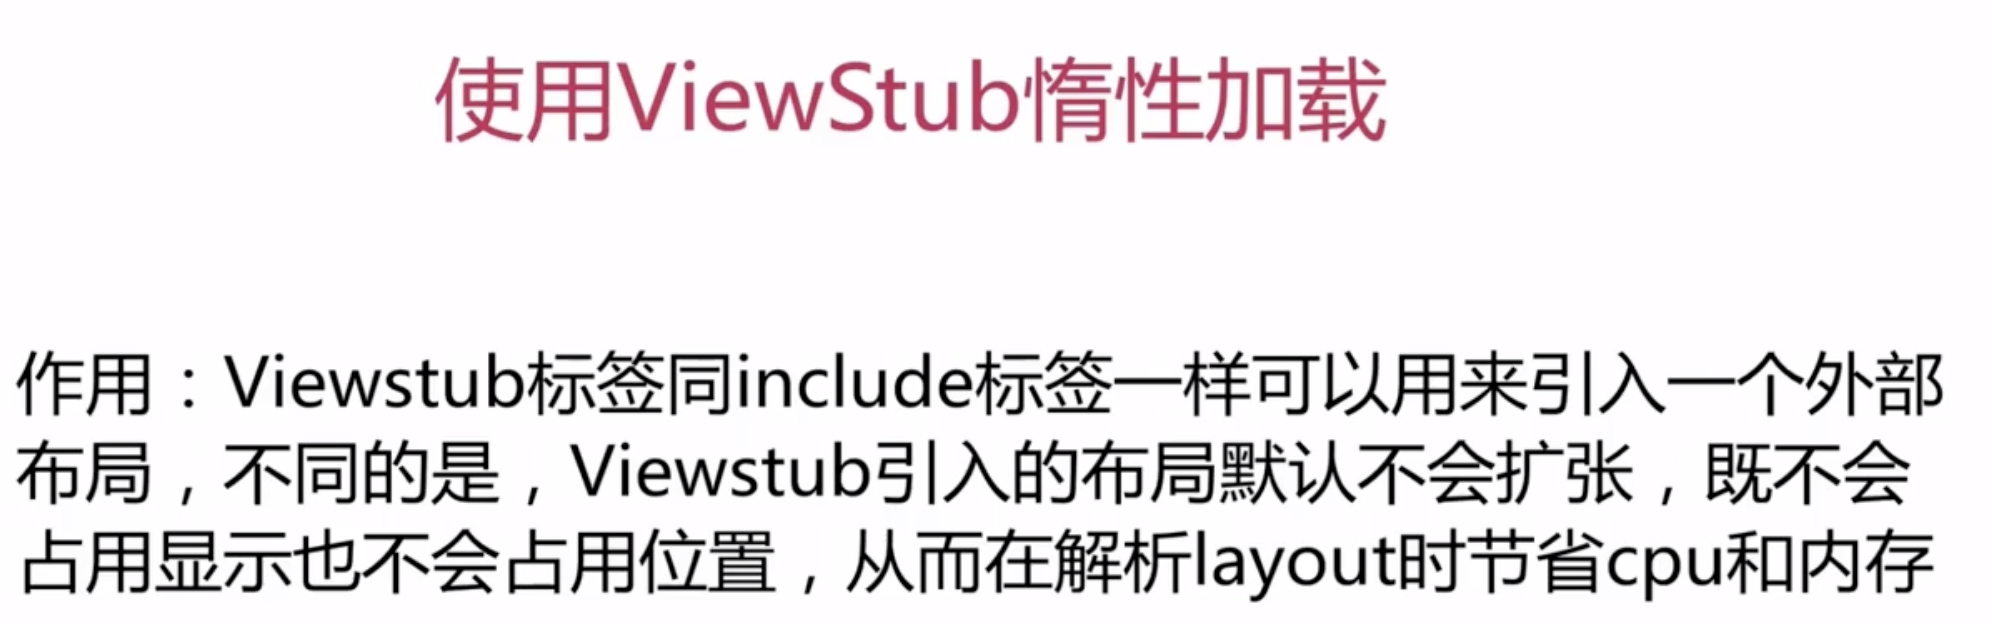 使用ViewStub惰性加载
作用：Viewstub标签同include标签一样可以用来引入一个外部
布局，不同的是，Viewstub引入的布局默认不会扩张，既不会
占用显示也不会占用位置，从而在解析layout时节省cpu和内存